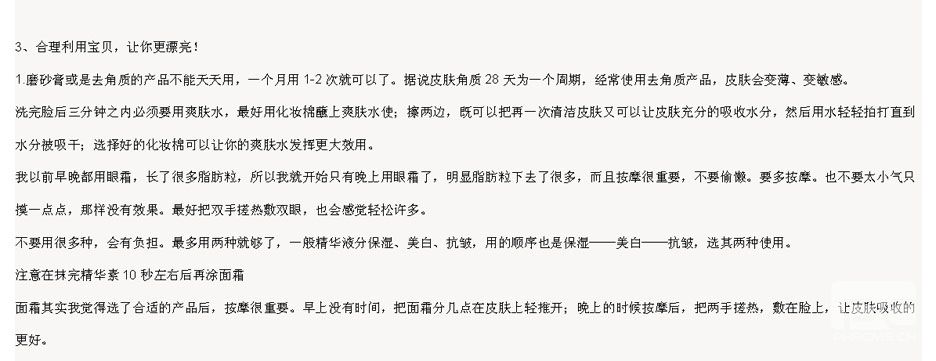 3、合理利用宝贝，让你更漂亮！
1.磨砂膏或是去角质的产品不能天天用，一个月用 1-2 次就可以了。据说皮肤角质 28 天为一个周期，经常使用去角质产品，皮肤会变薄、变敏感。
洗完脸后三分钟之内必须要用爽肤水，最好用化妆棉蘸上爽肤水使；擦两边，既可以把再一次清洁皮肤又可以让皮肤充分的吸收水分，然后用水轻轻拍打直到
水分被吸干；选择好的化妆棉可以让你的爽肤水发挥更大效用。
我以前早晚都用眼霜，长了很多脂肪粒，所以我就开始只有晚上用眼霜了，明显脂肪粒下去了很多，而且按摩很重要，不要偷懒。要多按摩。也不要太小气只
摸一点点，那样没有效果。最好把双手搓热敷双眼，也会感觉轻松许多。
不要用很多种，会有负担。最多用两种就够了，一般精华液分保湿、美白、抗皱，用的顺序也是保湿——美白——抗皱，选其两种使用。
注意在抹完精华素 10 秒左右后再涂面霜
面霜其实我觉得选了合适的产品后，按摩很重要。早上没有时间，把面霜分几点在皮肤上轻推开；晚上的时候按摩后，把两手搓热，敷在脸上，让皮肤吸收的
更好。